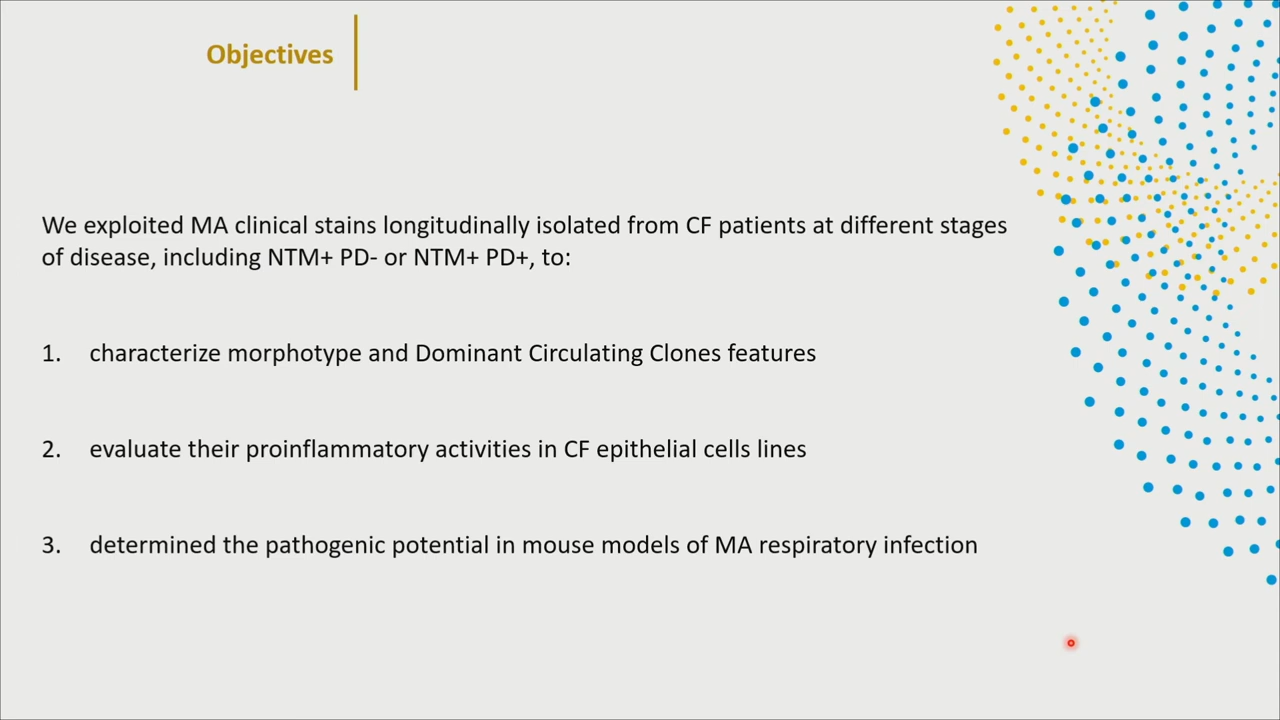 Objectives
We exploited MA clinical stains longitudinally isolated from CF patients at different stages
of disease, including NTM+ PD- or NTM+ PD+, to:
1. characterize morphotype and Dominant Circulating Clones features
2. evaluate their proinflammatory activities in CF epithelial cells lines
3. determined the pathogenic potential in mouse models of MA respiratory infection